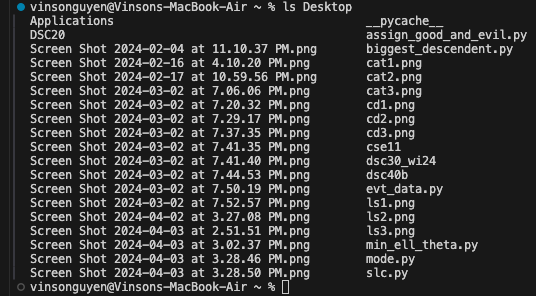 vinsonguyen@Vinsons-MacBook-Air ~ % ls Desktop
Applications __pycache__
DSC20 assign_good_and_evil.py
Screen Shot 2024-02-04 at 11.10.37 PM.png biggest_descendent.py
Screen Shot 2024-02-16 at 4.10.20 PM.png cat1.png
Screen Shot 2024-02-17 at 10.59.56 PM.png cat2.png
Screen Shot 2024-03-02 at 7.06.06 PM.png cat3.png
Screen Shot 2024-03-02 at 7.20.32 PM.png cd1.png
Screen Shot 2024-03-02 at 7.29.17 PM.png cd2.png
Screen Shot 2024-03-02 at 7.37.35 PM.png cd3.png
Screen Shot 2024-03-02 at 7.41.35 PM.png cse11
Screen Shot 2024-03-02 at 7.41.40 PM.png dsc30_wi24
Screen Shot 2024-03-02 at 7.44.53 PM.png dsc40b
Screen Shot 2024-03-02 at 7.50.19 PM.png evt_data.py
Screen Shot 2024-03-02 at 7.52.57 PM.png ls1.png
Screen Shot 2024-04-02 at 3.27.08 PM.png ls2.png
Screen Shot 2024-04-03 at 2.51.51 PM.png ls3.png
Screen Shot 2024-04-03 at 3.02.37 PM.png min_ell_theta.py
Screen Shot 2024-04-03 at 3.28.46 PM.png mode.py
Screen Shot 2024-04-03 at 3.28.50 PM.png slc.py
vinsonguyen@Vinsons-MacBook-Air ~ %